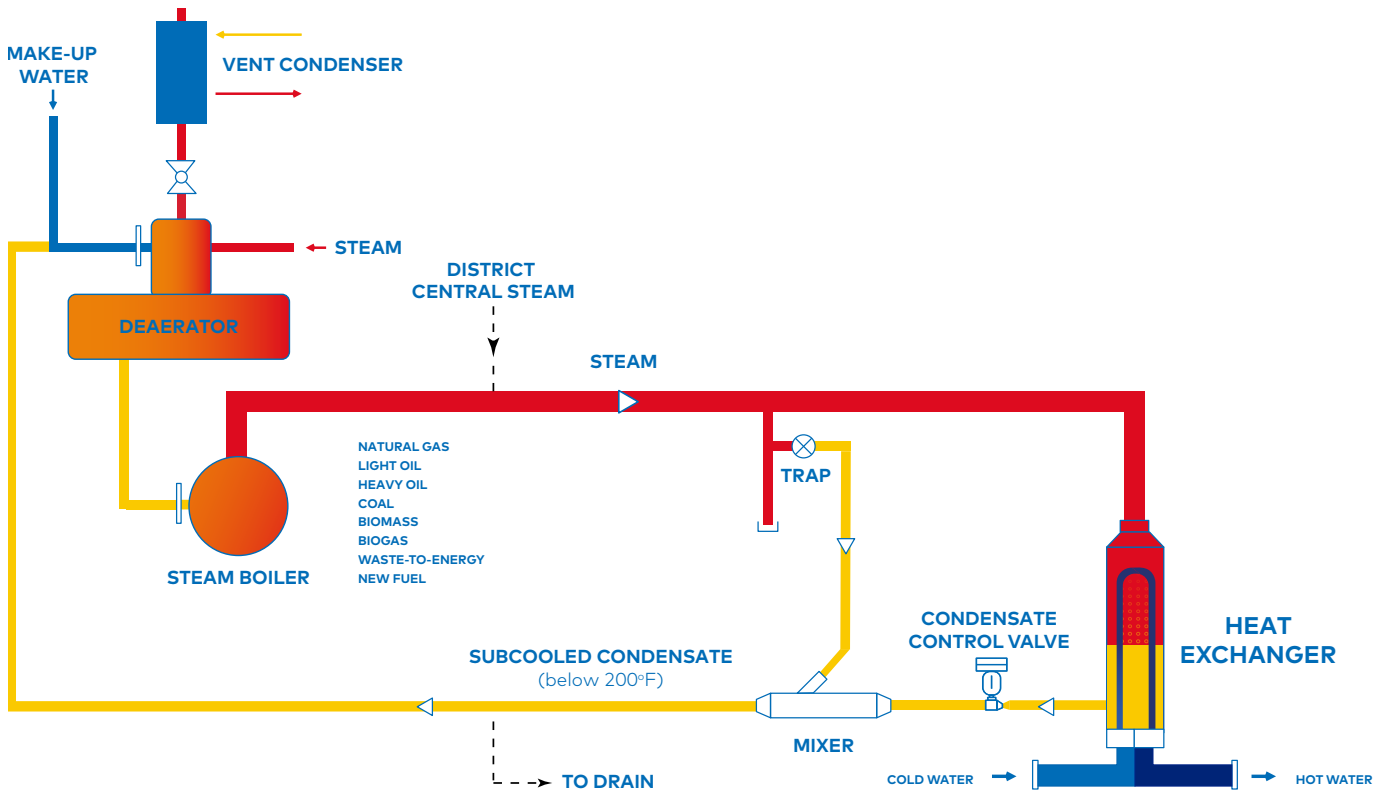 MAKE-UP
WATER
VENT CONDENSER
STEAM
DEAERATOR
DISTRICT
CENTRAL STEAM
STEAM
NATURAL GAS
LIGHT OIL
HEAVY OIL
COAL
BIOMASS
BIOGAS
WASTE-TO-ENERGY
NEW FUEL
TRAP
STEAM BOILER
CONDENSATE
CONTROL VALVE
HEAT
EXCHANGER
SUBCOOLED CONDENSATE
(below 200°F)
MIXER
TO DRAIN
COLD WATER
HOT WATER